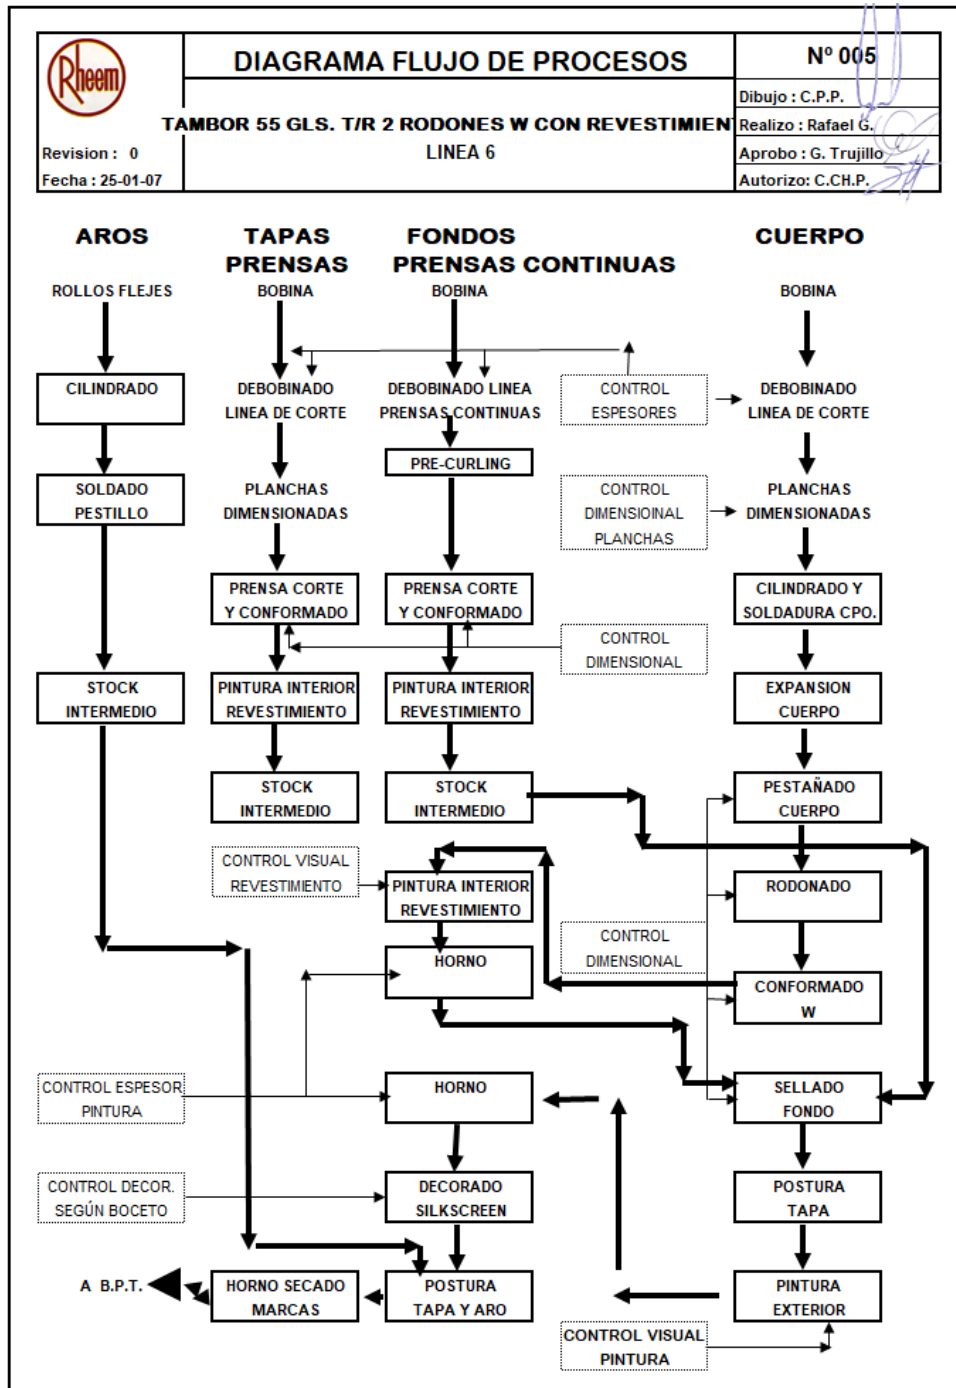 Rheem
DIAGRAMA FLUJO DE PROCESOS
Nº 005
Dibujo : C.P.P.
TAMBOR 55 GLS. T/R 2 RODONES W CON REVESTIMIEN
Realizo : Rafael G.
Revision : 0
LINEA 6
Aprobo : G. Trujillo
Fecha : 25-01-07
Autorizo: C.CH.P.
AROS
TAPAS
PRENSAS
FONDOS
PRENSAS CONTINUAS
CUERPO
ROLLOS FLEJES
BOBINA
BOBINA
BOBINA
CILINDRADO
DEBOBINADO
LINEA DE CORTE
DEBOBINADO LINEA
PRENSAS CONTINUAS
CONTROL
ESPESORES
DEBOBINADO
LINEA DE CORTE
PRE-CURLING
SOLDADO
PESTILLO
PLANCHAS
DIMENSIONADAS
CONTROL
DIMENSIOINAL
PLANCHAS
PLANCHAS
DIMENSIONADAS
PRENSA CORTE
Y CONFORMADO
PRENSA CORTE
Y CONFORMADO
CILINDRADO Y
SOLDADURA CPO.
CONTROL
DIMENSIONAL
STOCK
INTERMEDIO
PINTURA INTERIOR
REVESTIMIENTO
PINTURA INTERIOR
REVESTIMIENTO
EXPANSION
CUERPO
STOCK
INTERMEDIO
STOCK
INTERMEDIO
PESTAÑADO
CUERPO
CONTROL VISUAL
REVESTIMIENTO
PINTURA INTERIOR
REVESTIMIENTO
RODONADO
CONTROL
DIMENSIONAL
HORNO
CONFORMADO
W
CONTROL ESPESOR
PINTURA
HORNO
SELLADO
FONDO
CONTROL DECOR.
SEGÚN BOCETO
DECORADO
SILKSCREEN
POSTURA
TAPA
A B.P.T.
HORNO SECADO
MARCAS
POSTURA
TAPA Y ARO
PINTURA
EXTERIOR
CONTROL VISUAL
PINTURA